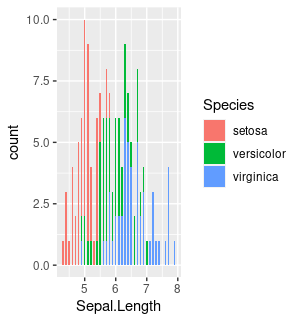 10.0
7.5
5.0
2.5
0.0
count
5 6 7 8
Sepal.Length
Species
setosa
versicolor
virginica